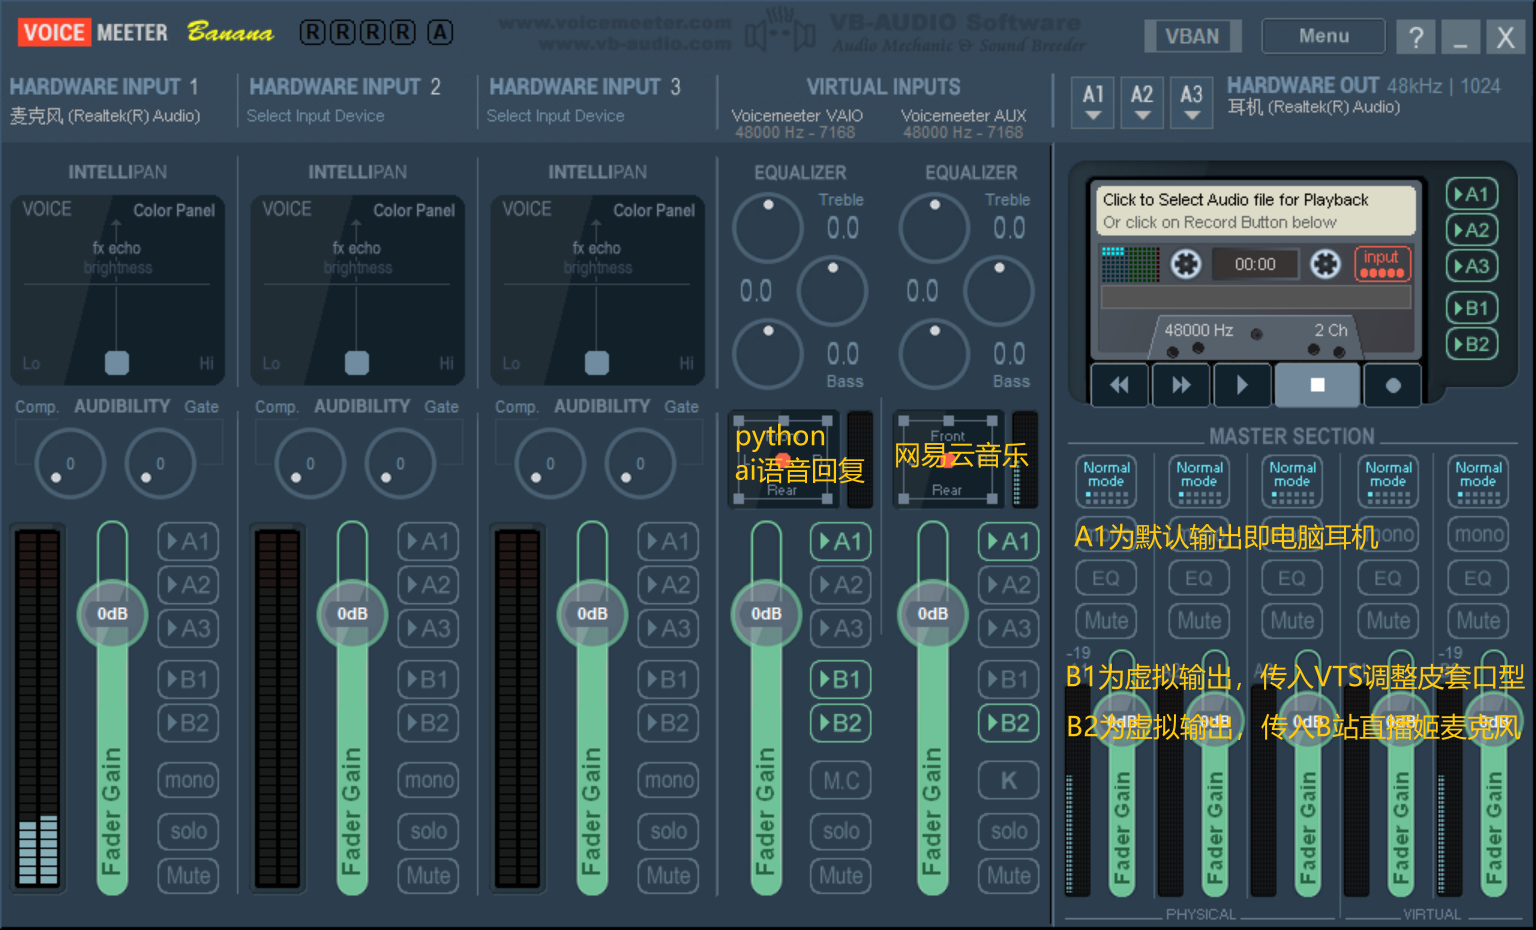 VOICE MEETER Banana R R R R A www.voicemeeter.com VB-AUDIO Software VBAN Menu ? _ X
www.vb-audio.com Audio Mechanic & Sound Breeder
HARDWARE INPUT 1 HARDWARE INPUT 2 HARDWARE INPUT 3 VIRTUAL INPUTS A1 A2 A3 HARDWARE OUT 48kHz | 1024
麦克风 (Realtek(R) Audio) Select Input Device Select Input Device Voicemeeter VAIO Voicemeeter AUX 耳机 (Realtek(R) Audio)
48000 Hz - 7168 48000 Hz - 7168
INTELLIPAN INTELLIPAN INTELLIPAN EQUALIZER EQUALIZER
VOICE Color Panel VOICE Color Panel VOICE Color Panel Treble Treble
fx echo fx echo fx echo 0.0 0.0
brightness brightness brightness
0.0 0.0
Lo Hi Lo Hi Lo Hi 0.0 0.0
Bass Bass
Click to Select Audio file for Playback A1
Or click on Record Button below A2
00:00 input A3
48000 Hz 2 Ch B1
B2
Comp. AUDIBILITY Gate Comp. AUDIBILITY Gate Comp. AUDIBILITY Gate
0 0 0 0 0 0
python
ai语音回复
Rear
Front
网易云音乐
Rear
MASTER SECTION
Normal mode Normal mode Normal mode Normal mode Normal mode
A1为默认输出即电脑耳机 mono mono
EQ EQ EQ EQ EQ
Mute Mute Mute Mute Mute
-19 -19
B1为虚拟输出，传入VTS调整皮套口型
B2为虚拟输出，传入B站直播姬麦克风
0dB 0dB 0dB 0dB 0dB 0dB 0dB 0dB 0dB 0dB
A1 A1 A1 A1 A1
A2 A2 A2 A2 A2
A3 A3 A3 A3 A3
B1 B1 B1 B1 B1
B2 B2 B2 B2 B2
mono mono mono M.C K
solo solo solo solo solo
Mute Mute Mute Mute Mute
Fader Gain Fader Gain Fader Gain Fader Gain Fader Gain Fader Gain Fader Gain Fader Gain Fader Gain Fader Gain
PHYSICAL VIRTUAL